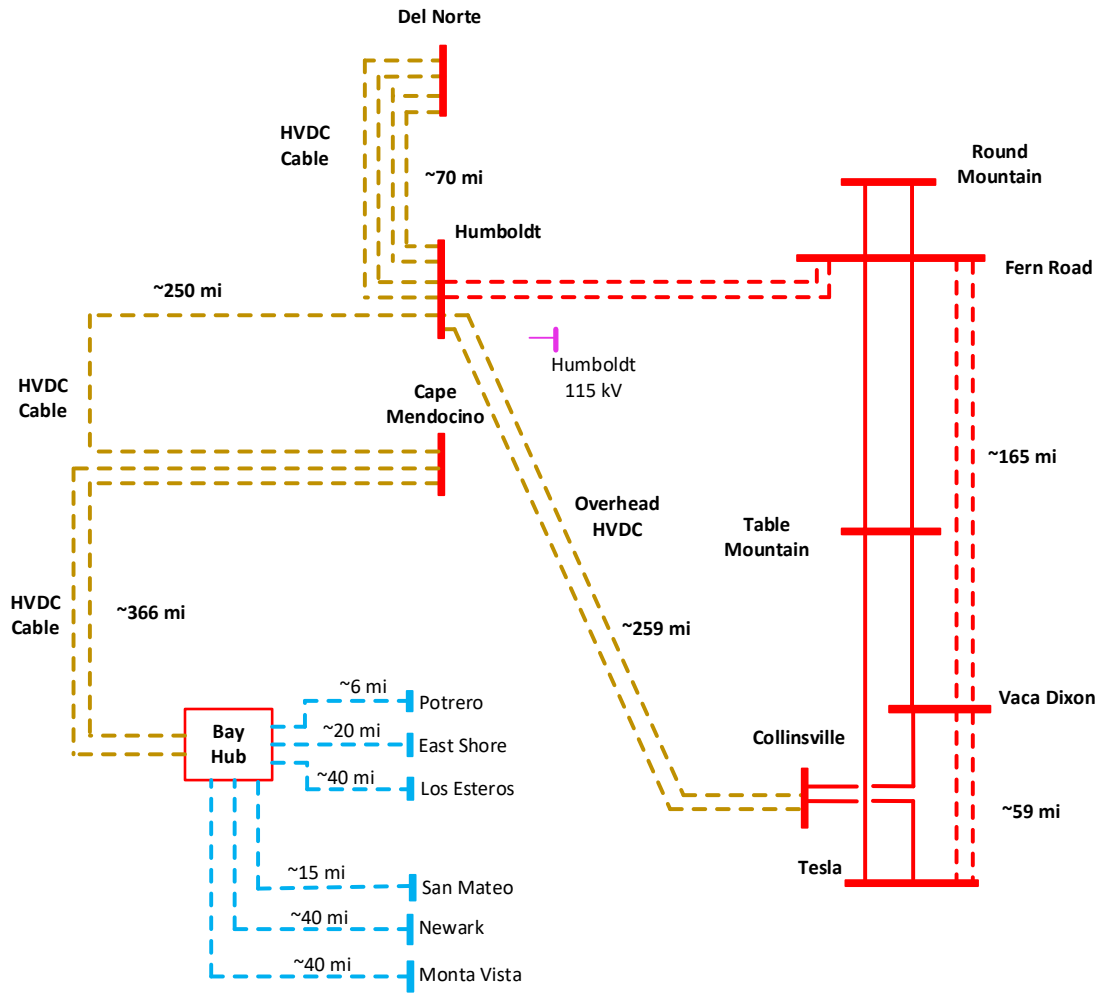 Del Norte
HVDC
Cable
~70 mi
Round
Mountain
Humboldt
Fern Road
~250 mi
Humboldt
115 kV
HVDC
Cable
Cape
Mendocino
~165 mi
Overhead
HVDC
Table
Mountain
HVDC
Cable
~366 mi
~259 mi
~6 mi
Potrero
Vaca Dixon
Bay
Hub
~20 mi
East Shore
Collinsville
~40 mi
Los Esteros
~59 mi
~15 mi
San Mateo
Tesla
~40 mi
Newark
~40 mi
Monta Vista